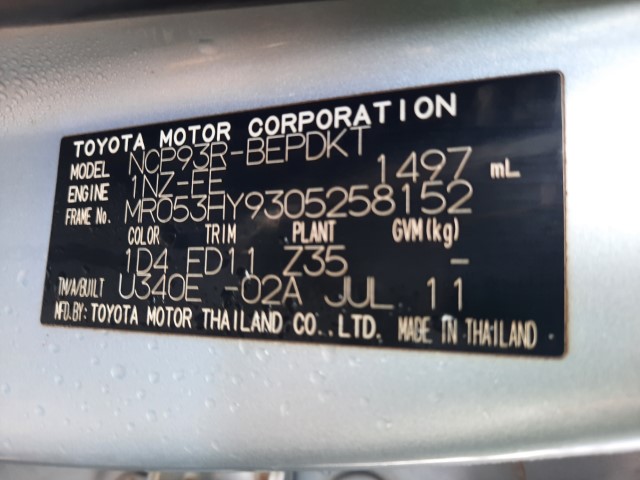 TOYOTA MOTOR CORPORATION
MODEL NCP93R-BEPDKT
ENGINE 1NZ-FE 1497 mL
FRAME No. MR053HY9305258152
COLOR TRIM PLANT GVM(kg)
1D4 FD11 Z35 -
TM/A/BUILT U340E -02A JUL. 11
MFD.BY: TOYOTA MOTOR THAILAND CO.,LTD. MADE IN THAILAND